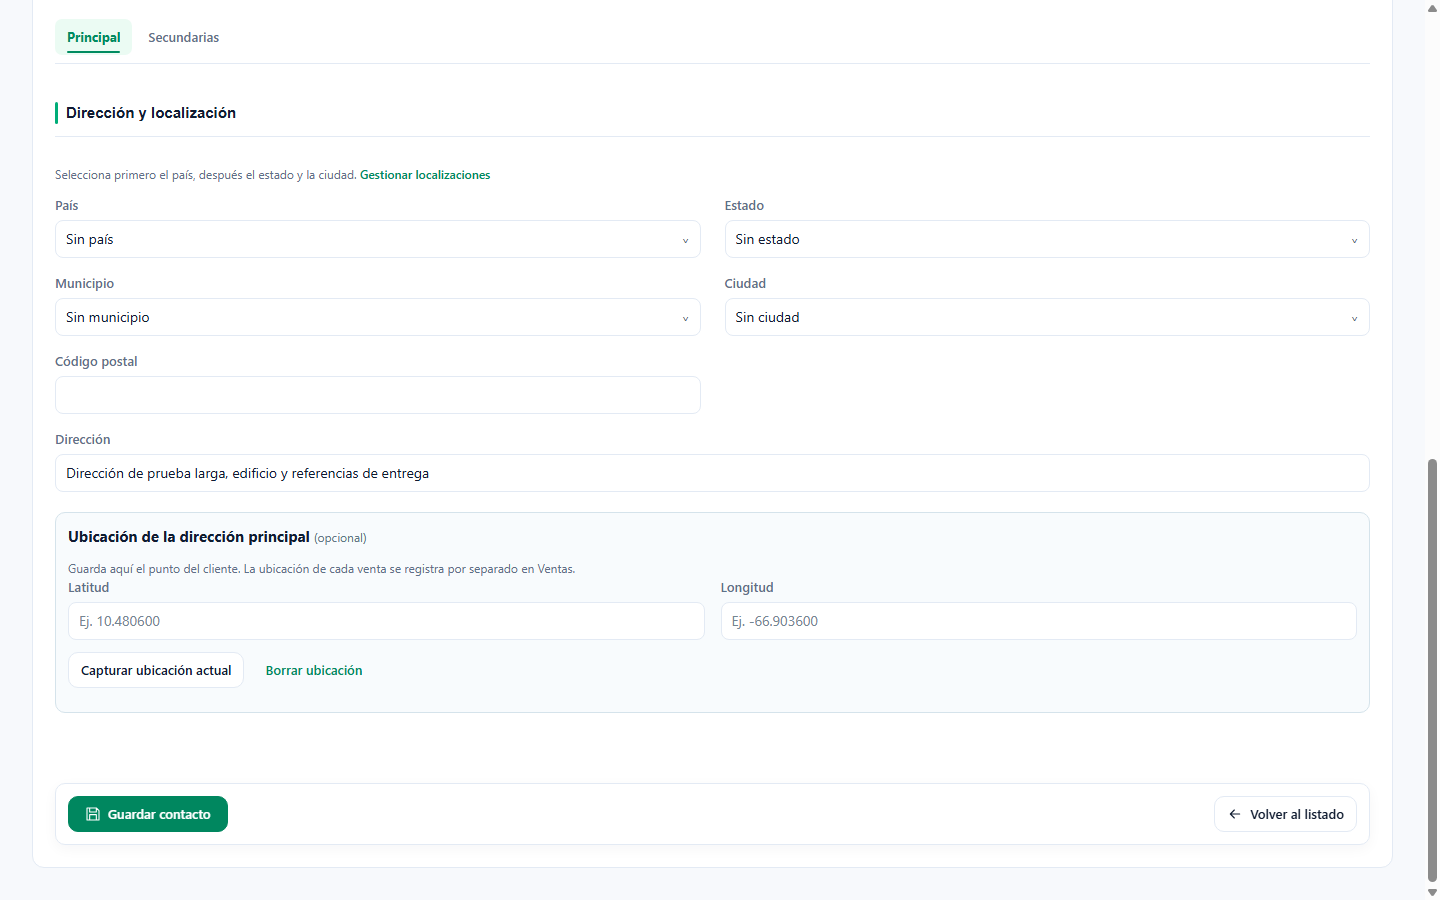 Principal
Secundarias
Dirección y localización
Selecciona primero el país, después el estado y la ciudad. Gestionar localizaciones
País
Estado
Sin país
Sin estado
Municipio
Ciudad
Sin municipio
Sin ciudad
Código postal
Dirección
Dirección de prueba larga, edificio y referencias de entrega
Ubicación de la dirección principal (opcional)
Guarda aquí el punto del cliente. La ubicación de cada venta se registra por separado en Ventas.
Latitud
Longitud
Ej. 10.480600
Ej. -66.903600
Capturar ubicación actual
Borrar ubicación
Guardar contacto
Volver al listado